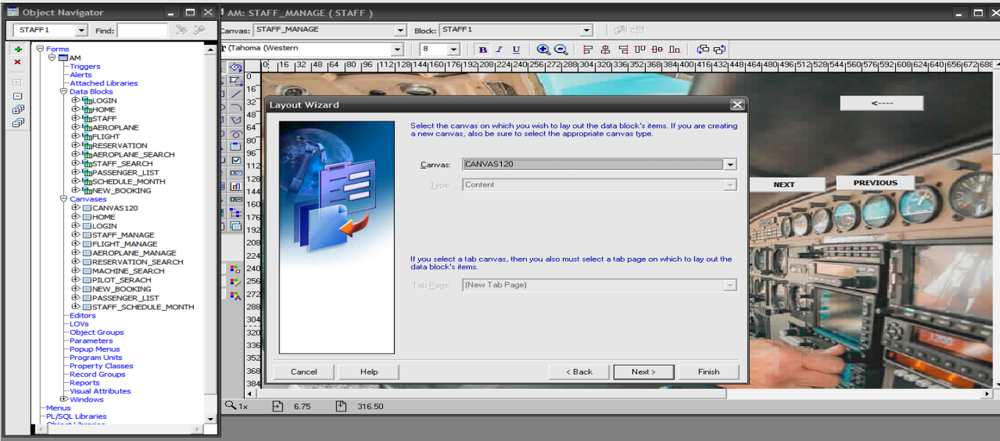 Object Navigator
STAFF1 Find:
Forms
AM
Triggers
Alerts
Attached Libraries
Data Blocks
LOGIN
HOME
STAFF
AEROPLANE
FLIGHT
RESERVATION
AEROPLANE_SEARCH
STAFF_SEARCH
PASSENGER_LIST
SCHEDULE_MONTH
NEW_BOOKING
Canvases
CANVAS120
HOME
LOGIN
STAFF_MANAGE
FLIGHT_MANAGE
AEROPLANE_MANAGE
RESERVATION_SEARCH
MACHINE_SEARCH
PILOT_SERACH
NEW_BOOKING
PASSENGER_LIST
STAFF_SCHEDULE_MONTH
Editors
LOVs
Object Groups
Parameters
Popup Menus
Program Units
Property Classes
Record Groups
Reports
Visual Attributes
Windows
Menus
PL/SQL Libraries
Object Libraries
AM: STAFF_MANAGE ( STAFF )
Canvas: STAFF_MANAGE Block: STAFF1
(Tahoma (Western 8 B I U
0 16 32 48 64 80 96 112 128 144 160 176 192 208 224 240 256 272 288 304 320 336 352 368 384 400 416 432 448 464 480 496 512 528 544 560 576 592 608 624 640 656 672 688
0
16
32
48
64
80
96
112
128
144
160
176
192
208
224
240
256
272
288
304
320
336
352
368
384
<----
NEXT PREVIOUS
1x 6.75 316.50
Layout Wizard
Select the canvas on which you wish to lay out the data block's items. If you are creating
a new canvas, also be sure to select the appropriate canvas type.
Canvas: CANVAS120
Type: Content
If you select a tab canvas, then you also must select a tab page on which to lay out the
data block's items.
Tab Page: (New Tab Page)
Cancel Help < Back Next > Finish